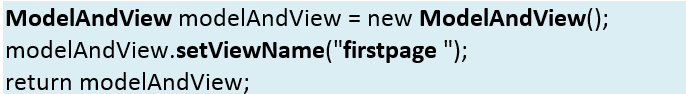 ModelAndView modelAndView = new ModelAndView();
modelAndView.setViewName("firstpage ");
return modelAndView;